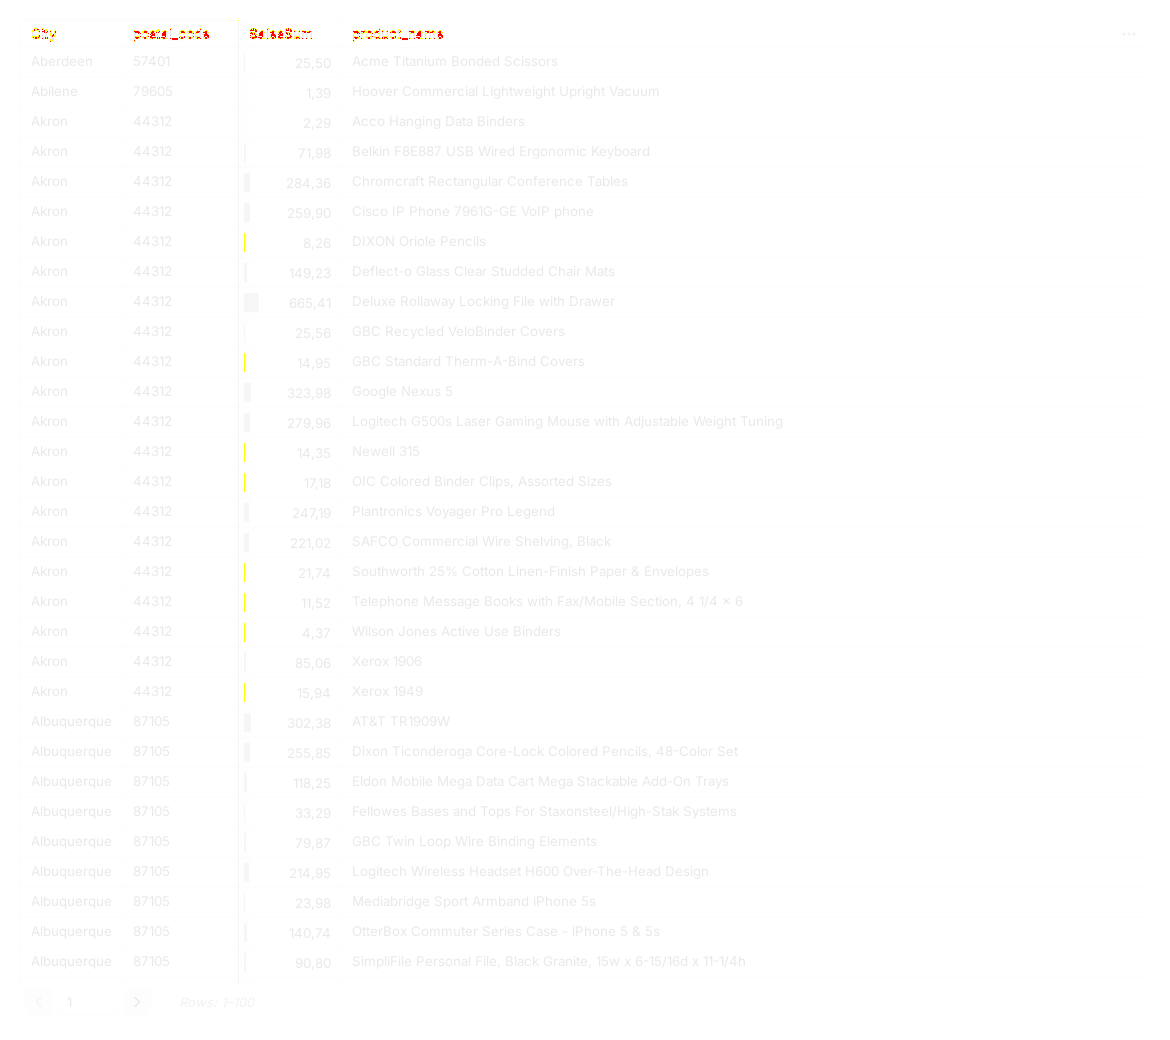 City postal_code SalesSum product_name
Aberdeen 57401 25,50 Acme Titanium Bonded Scissors
Abilene 79605 1,39 Hoover Commercial Lightweight Upright Vacuum
Akron 44312 2,29 Acco Hanging Data Binders
Akron 44312 71,98 Belkin F8E887 USB Wired Ergonomic Keyboard
Akron 44312 284,36 Chromcraft Rectangular Conference Tables
Akron 44312 259,90 Cisco IP Phone 7961G-GE VoIP phone
Akron 44312 8,26 DIXON Oriole Pencils
Akron 44312 149,23 Deflect-o Glass Clear Studded Chair Mats
Akron 44312 665,41 Deluxe Rollaway Locking File with Drawer
Akron 44312 25,56 GBC Recycled VeloBinder Covers
Akron 44312 14,95 GBC Standard Therm-A-Bind Covers
Akron 44312 323,98 Google Nexus 5
Akron 44312 279,96 Logitech G500s Laser Gaming Mouse with Adjustable Weight Tuning
Akron 44312 14,35 Newell 315
Akron 44312 17,18 OIC Colored Binder Clips, Assorted Sizes
Akron 44312 247,19 Plantronics Voyager Pro Legend
Akron 44312 221,02 SAFCO Commercial Wire Shelving, Black
Akron 44312 21,74 Southworth 25% Cotton Linen-Finish Paper & Envelopes
Akron 44312 11,52 Telephone Message Books with Fax/Mobile Section, 4 1/4 × 6
Akron 44312 4,37 Wilson Jones Active Use Binders
Akron 44312 85,06 Xerox 1906
Akron 44312 15,94 Xerox 1949
Albuquerque 87105 302,38 AT&T TR1909W
Albuquerque 87105 255,85 Dixon Ticonderoga Core-Lock Colored Pencils, 48-Color Set
Albuquerque 87105 118,25 Eldon Mobile Mega Data Cart Mega Stackable Add-On Trays
Albuquerque 87105 33,29 Fellowes Bases and Tops For Staxonsteel/High-Stak Systems
Albuquerque 87105 79,87 GBC Twin Loop Wire Binding Elements
Albuquerque 87105 214,95 Logitech Wireless Headset H600 Over-The-Head Design
Albuquerque 87105 23,98 Mediabridge Sport Armband iPhone 5s
Albuquerque 87105 140,74 OtterBox Commuter Series Case - iPhone 5 & 5s
Albuquerque 87105 90,80 SimpliFile Personal File, Black Granite, 15w x 6-15/16d x 11-1/4h
1 Rows: 1-100